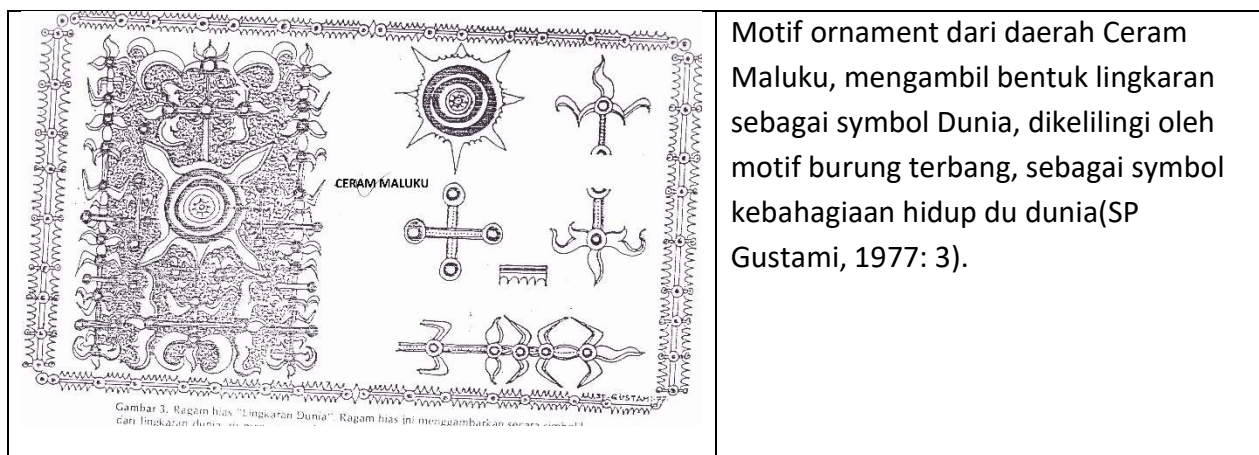 CERAM MALUKU
Gambar 3. Ragam hias "Lingkaran Dunia". Ragam hias ini menggambarkan secara simbolik
dari lingkaran dunia,
Motif ornament dari daerah Ceram
Maluku, mengambil bentuk lingkaran
sebagai symbol Dunia, dikelilingi oleh
motif burung terbang, sebagai symbol
kebahagiaan hidup du dunia(SP
Gustami, 1977: 3).